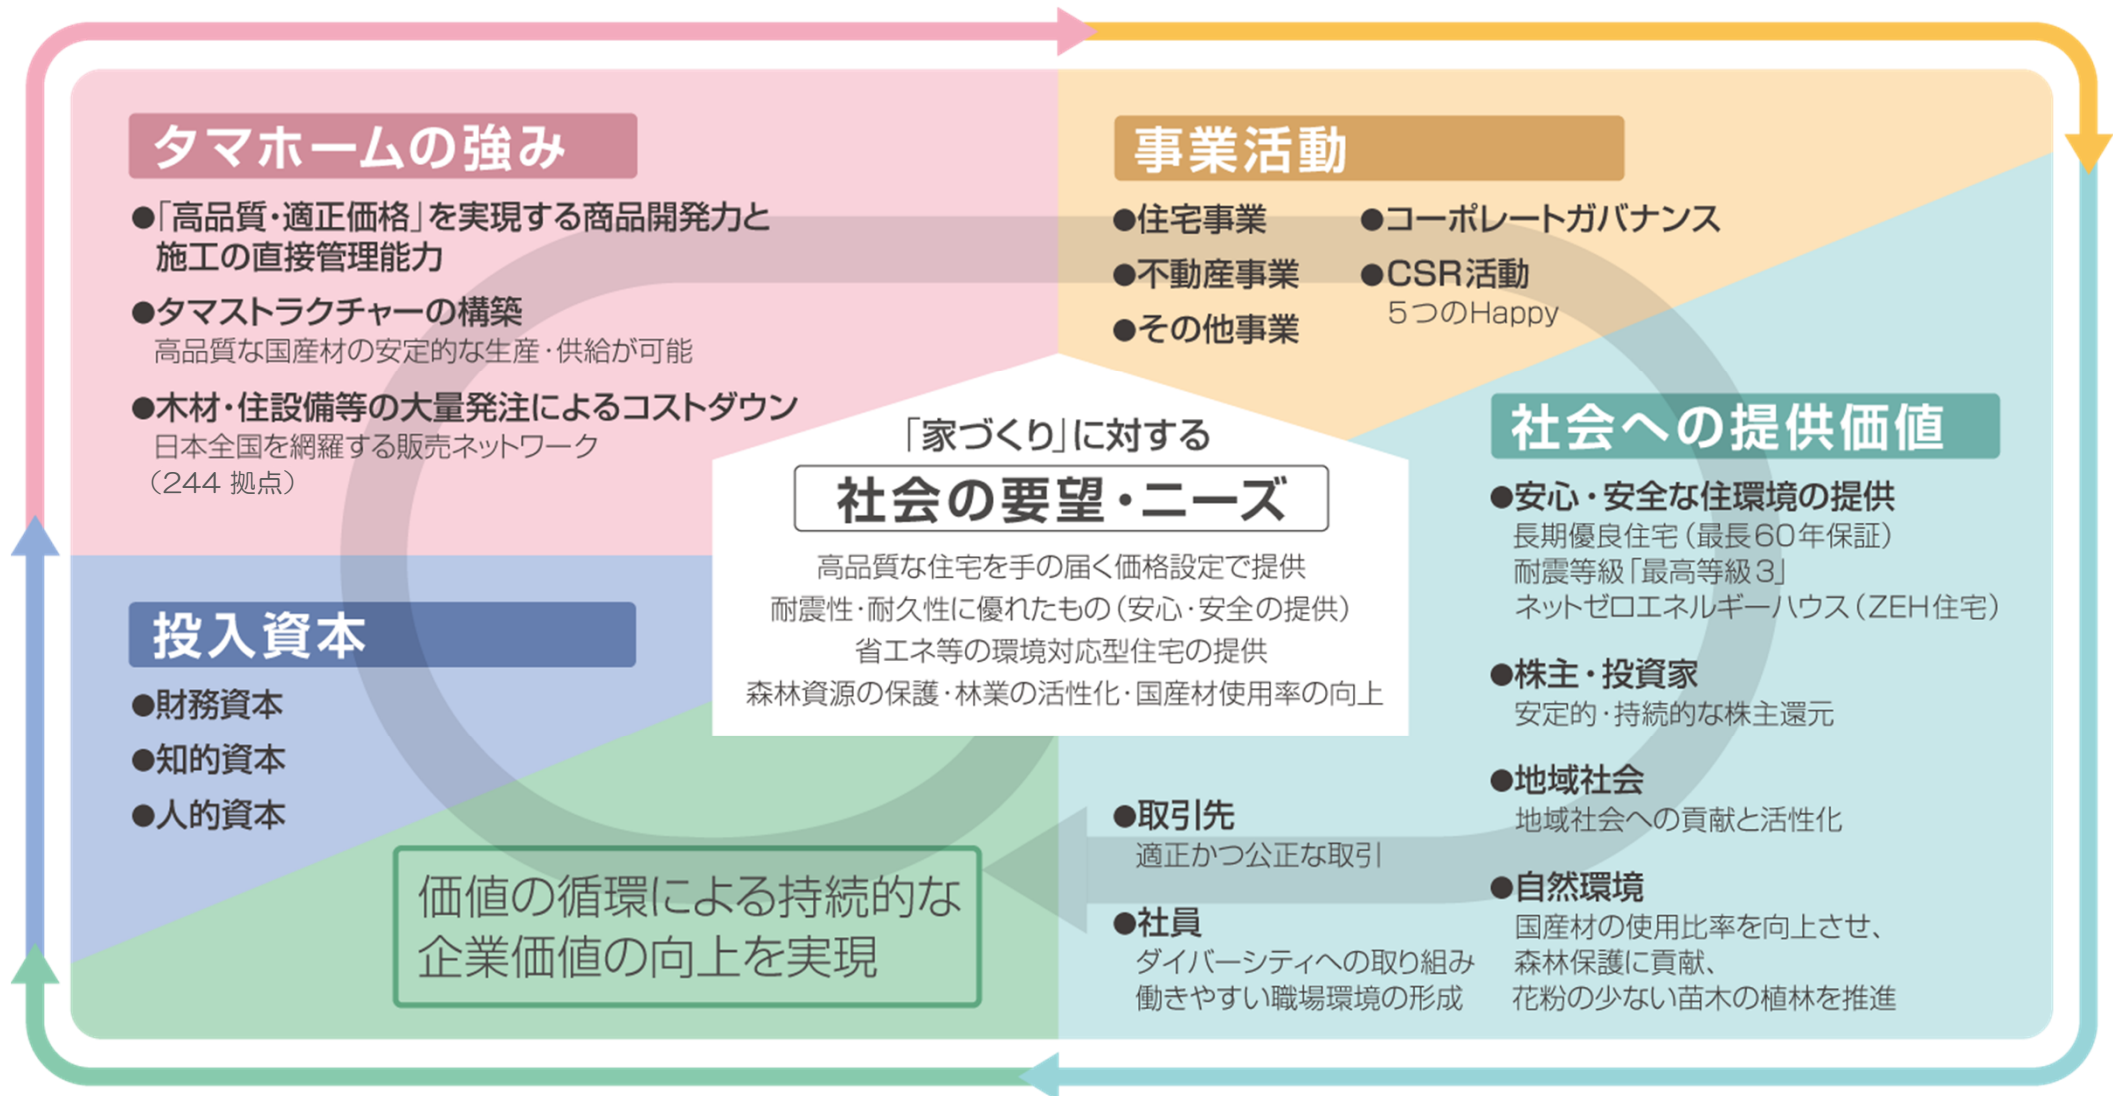 タマホームの強み
●「高品質・適正価格」を実現する商品開発力と
施工の直接管理能力
●タマストラクチャーの構築
高品質な国産材の安定的な生産・供給が可能
●木材・住設備等の大量発注によるコストダウン
日本全国を網羅する販売ネットワーク
（244 拠点）
事業活動
●住宅事業
●不動産事業
●その他事業
●コーポレートガバナンス
●CSR活動
5つのHappy
「家づくり」に対する
社会の要望・ニーズ
高品質な住宅を手の届く価格設定で提供
耐震性・耐久性に優れたもの（安心・安全の提供）
省エネ等の環境対応型住宅の提供
森林資源の保護・林業の活性化・国産材使用率の向上
投入資本
●財務資本
●知的資本
●人的資本
社会への提供価値
●安心・安全な住環境の提供
長期優良住宅（最長60年保証）
耐震等級「最高等級3」
ネットゼロエネルギーハウス（ZEH住宅）
●株主・投資家
安定的・持続的な株主還元
●地域社会
地域社会への貢献と活性化
●自然環境
国産材の使用比率を向上させ、
森林保護に貢献、
花粉の少ない苗木の植林を推進
●取引先
適正かつ公正な取引
●社員
ダイバーシティへの取り組み
働きやすい職場環境の形成
価値の循環による持続的な
企業価値の向上を実現